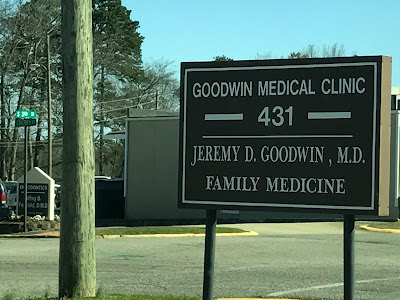 GOODWIN MEDICAL CLINIC
431
JEREMY D. GOODWIN, M.D.
FAMILY MEDICINE